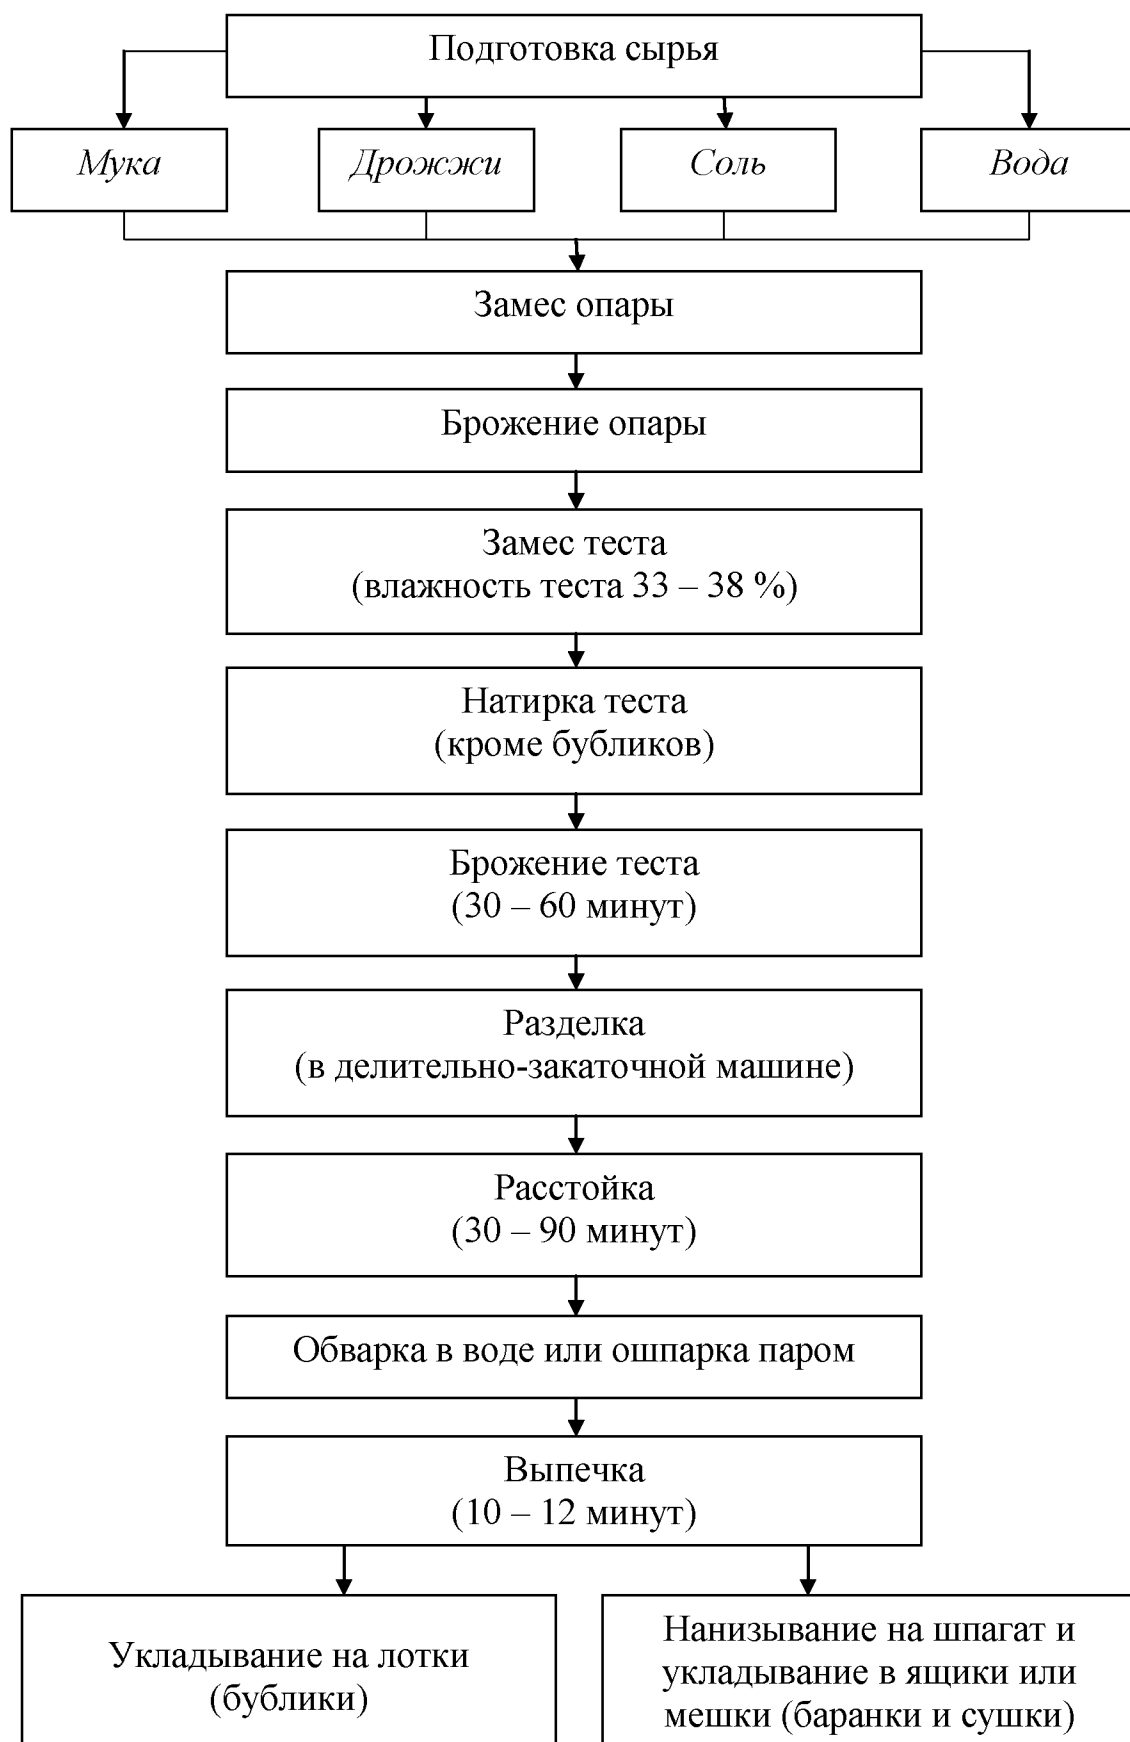 Подготовка сырья
Мука
Дрожжи
Соль
Вода
Замес опары
Брожение опары
Замес теста
(влажность теста 33 – 38 %)
Натирка теста
(кроме бубликов)
Брожение теста
(30 – 60 минут)
Разделка
(в делительно-закаточной машине)
Расстойка
(30 – 90 минут)
Обварка в воде или ошпарка паром
Выпечка
(10 – 12 минут)
Укладывание на лотки
(бублики)
Нанизывание на шпагат и
укладывание в ящики или
мешки (баранки и сушки)